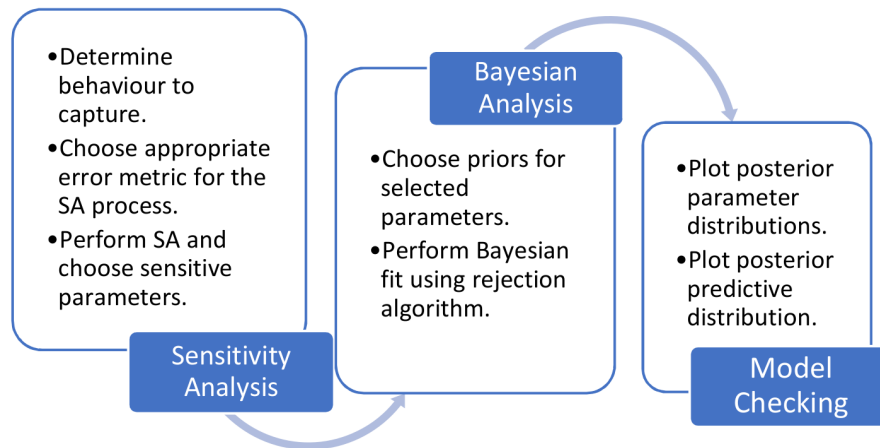 •Determine
behaviour to
capture.
•Choose appropriate
error metric for the
SA process.
•Perform SA and
choose sensitive
parameters.
Sensitivity
Analysis
Bayesian
Analysis
•Choose priors for
selected
parameters.
•Perform Bayesian
fit using rejection
algorithm.
•Plot posterior
parameter
distributions.
•Plot posterior
predictive
distribution.
Model
Checking